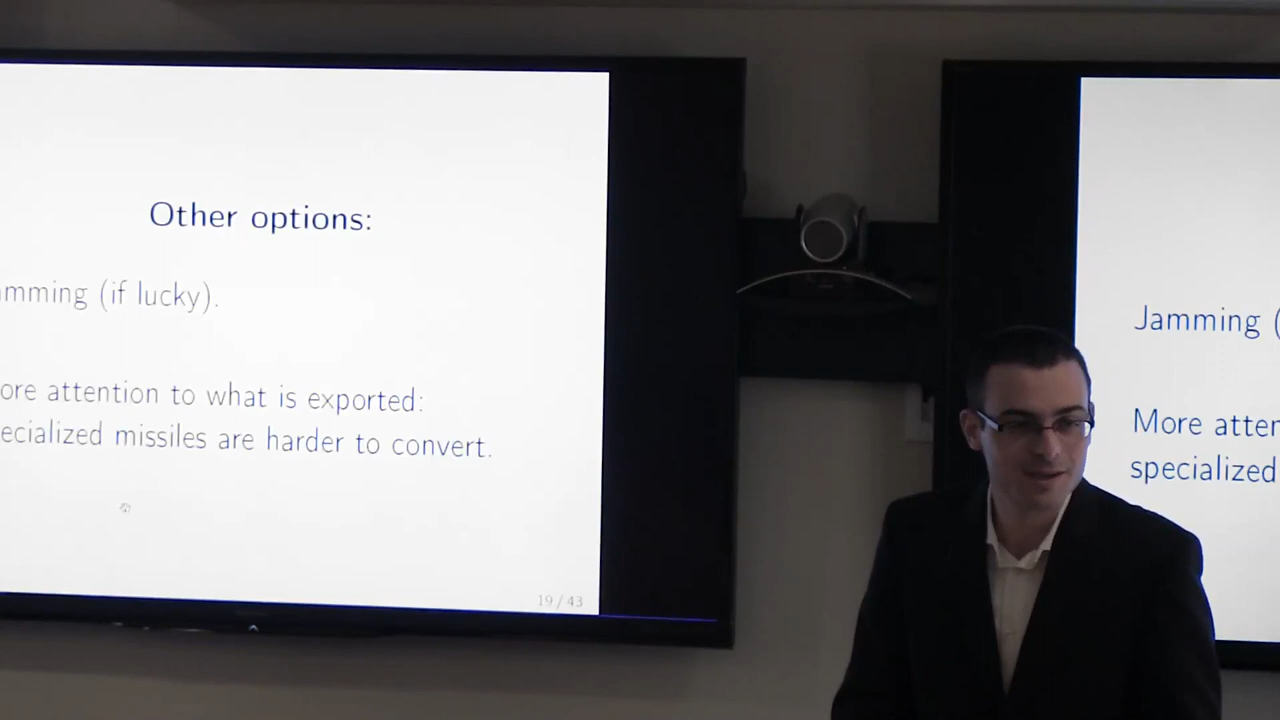 Other options:
amming (if lucky).
ore attention to what is exported:
ecialized missiles are harder to convert.
19 / 43
Jamming (
More atten
specialized